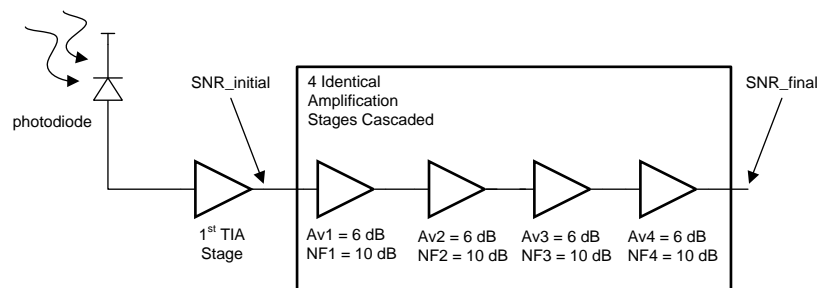 SNR_initial
4 Identical
Amplification
Stages Cascaded
SNR_final
photodiode
1st TIA
Stage
Av1 = 6 dB
NF1 = 10 dB
Av2 = 6 dB
NF2 = 10 dB
Av3 = 6 dB
NF3 = 10 dB
Av4 = 6 dB
NF4 = 10 dB